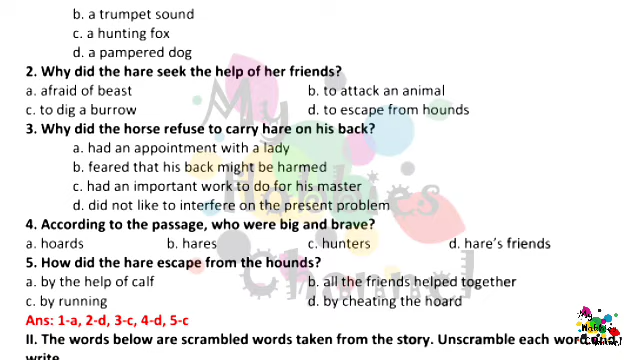 b. a trumpet sound
c. a hunting fox
d. a pampered dog
2. Why did the hare seek the help of her friends?
a. afraid of beast b. to attack an animal
c. to dig a burrow d. to escape from hounds
3. Why did the horse refuse to carry hare on his back?
a. had an appointment with a lady
b. feared that his back might be harmed
c. had an important work to do for his master
d. did not like to interfere on the present problem
4. According to the passage, who were big and brave?
a. hoards b. hares c. hunters d. hare's friends
5. How did the hare escape from the hounds?
a. by the help of calf b. all the friends helped together
c. by running d. by cheating the hoard
Ans: 1-a, 2-d, 3-c, 4-d, 5-c
II. The words below are scrambled words taken from the story. Unscramble each word and
write
My Hobbies Channel
My Hobbies Channel